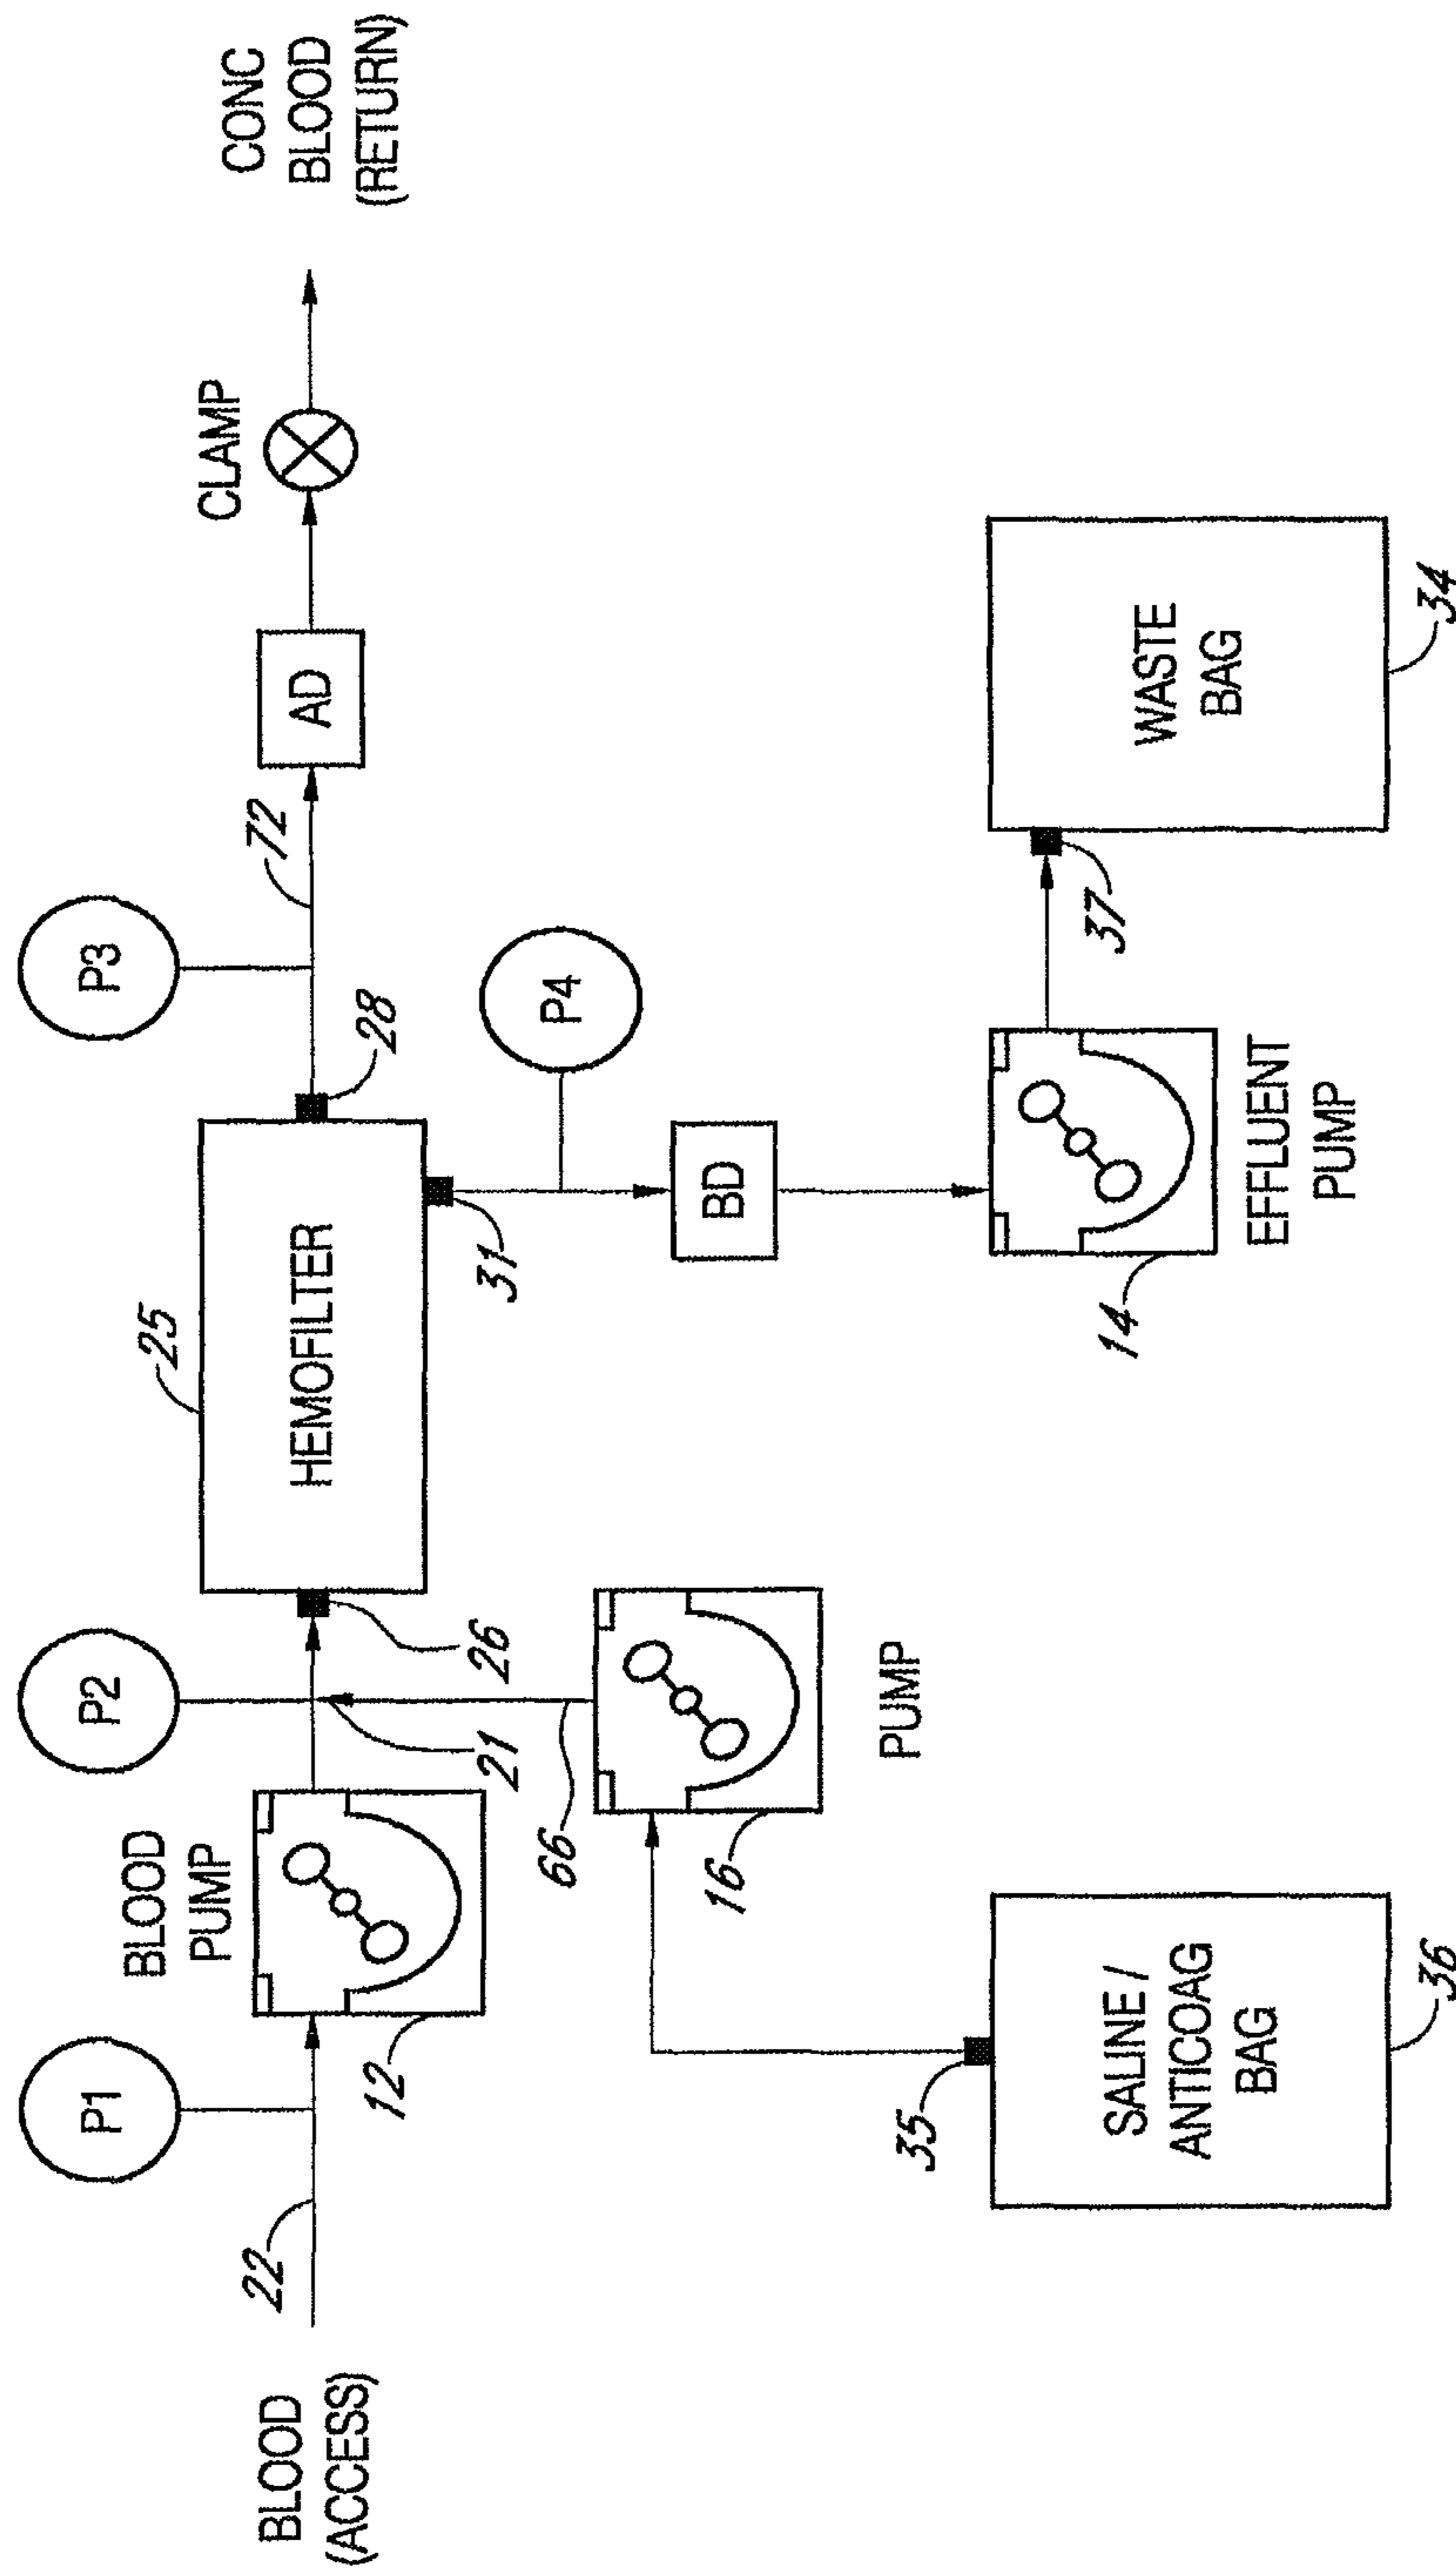 P1
P2
P3
25
BLOOD
PUMP
CLAMP
CONC
BLOOD
(RETURN)
22
BLOOD
(ACCESS)
12
HEMOFILTER
72
AD
28
21
26
31
P4
66
16
PUMP
BD
35
SALINE /
ANTICOAG
BAG
36
14
EFFLUENT
PUMP
37
WASTE
BAG
34